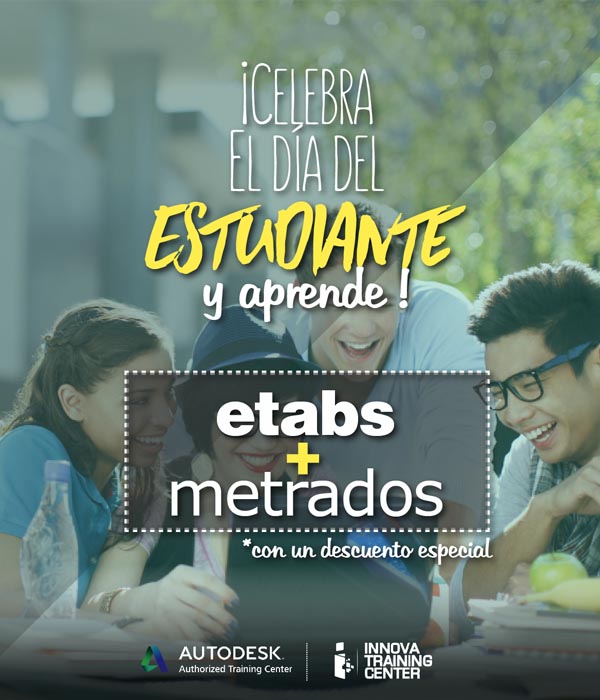 ¡CELEBRA
EL DÍA DEL
ESTUDIANTE
y aprende !
etabs
+
metrados
*con un descuento especial
AUTODESK.
Authorized Training Center
INNOVA
TRAINING
CENTER